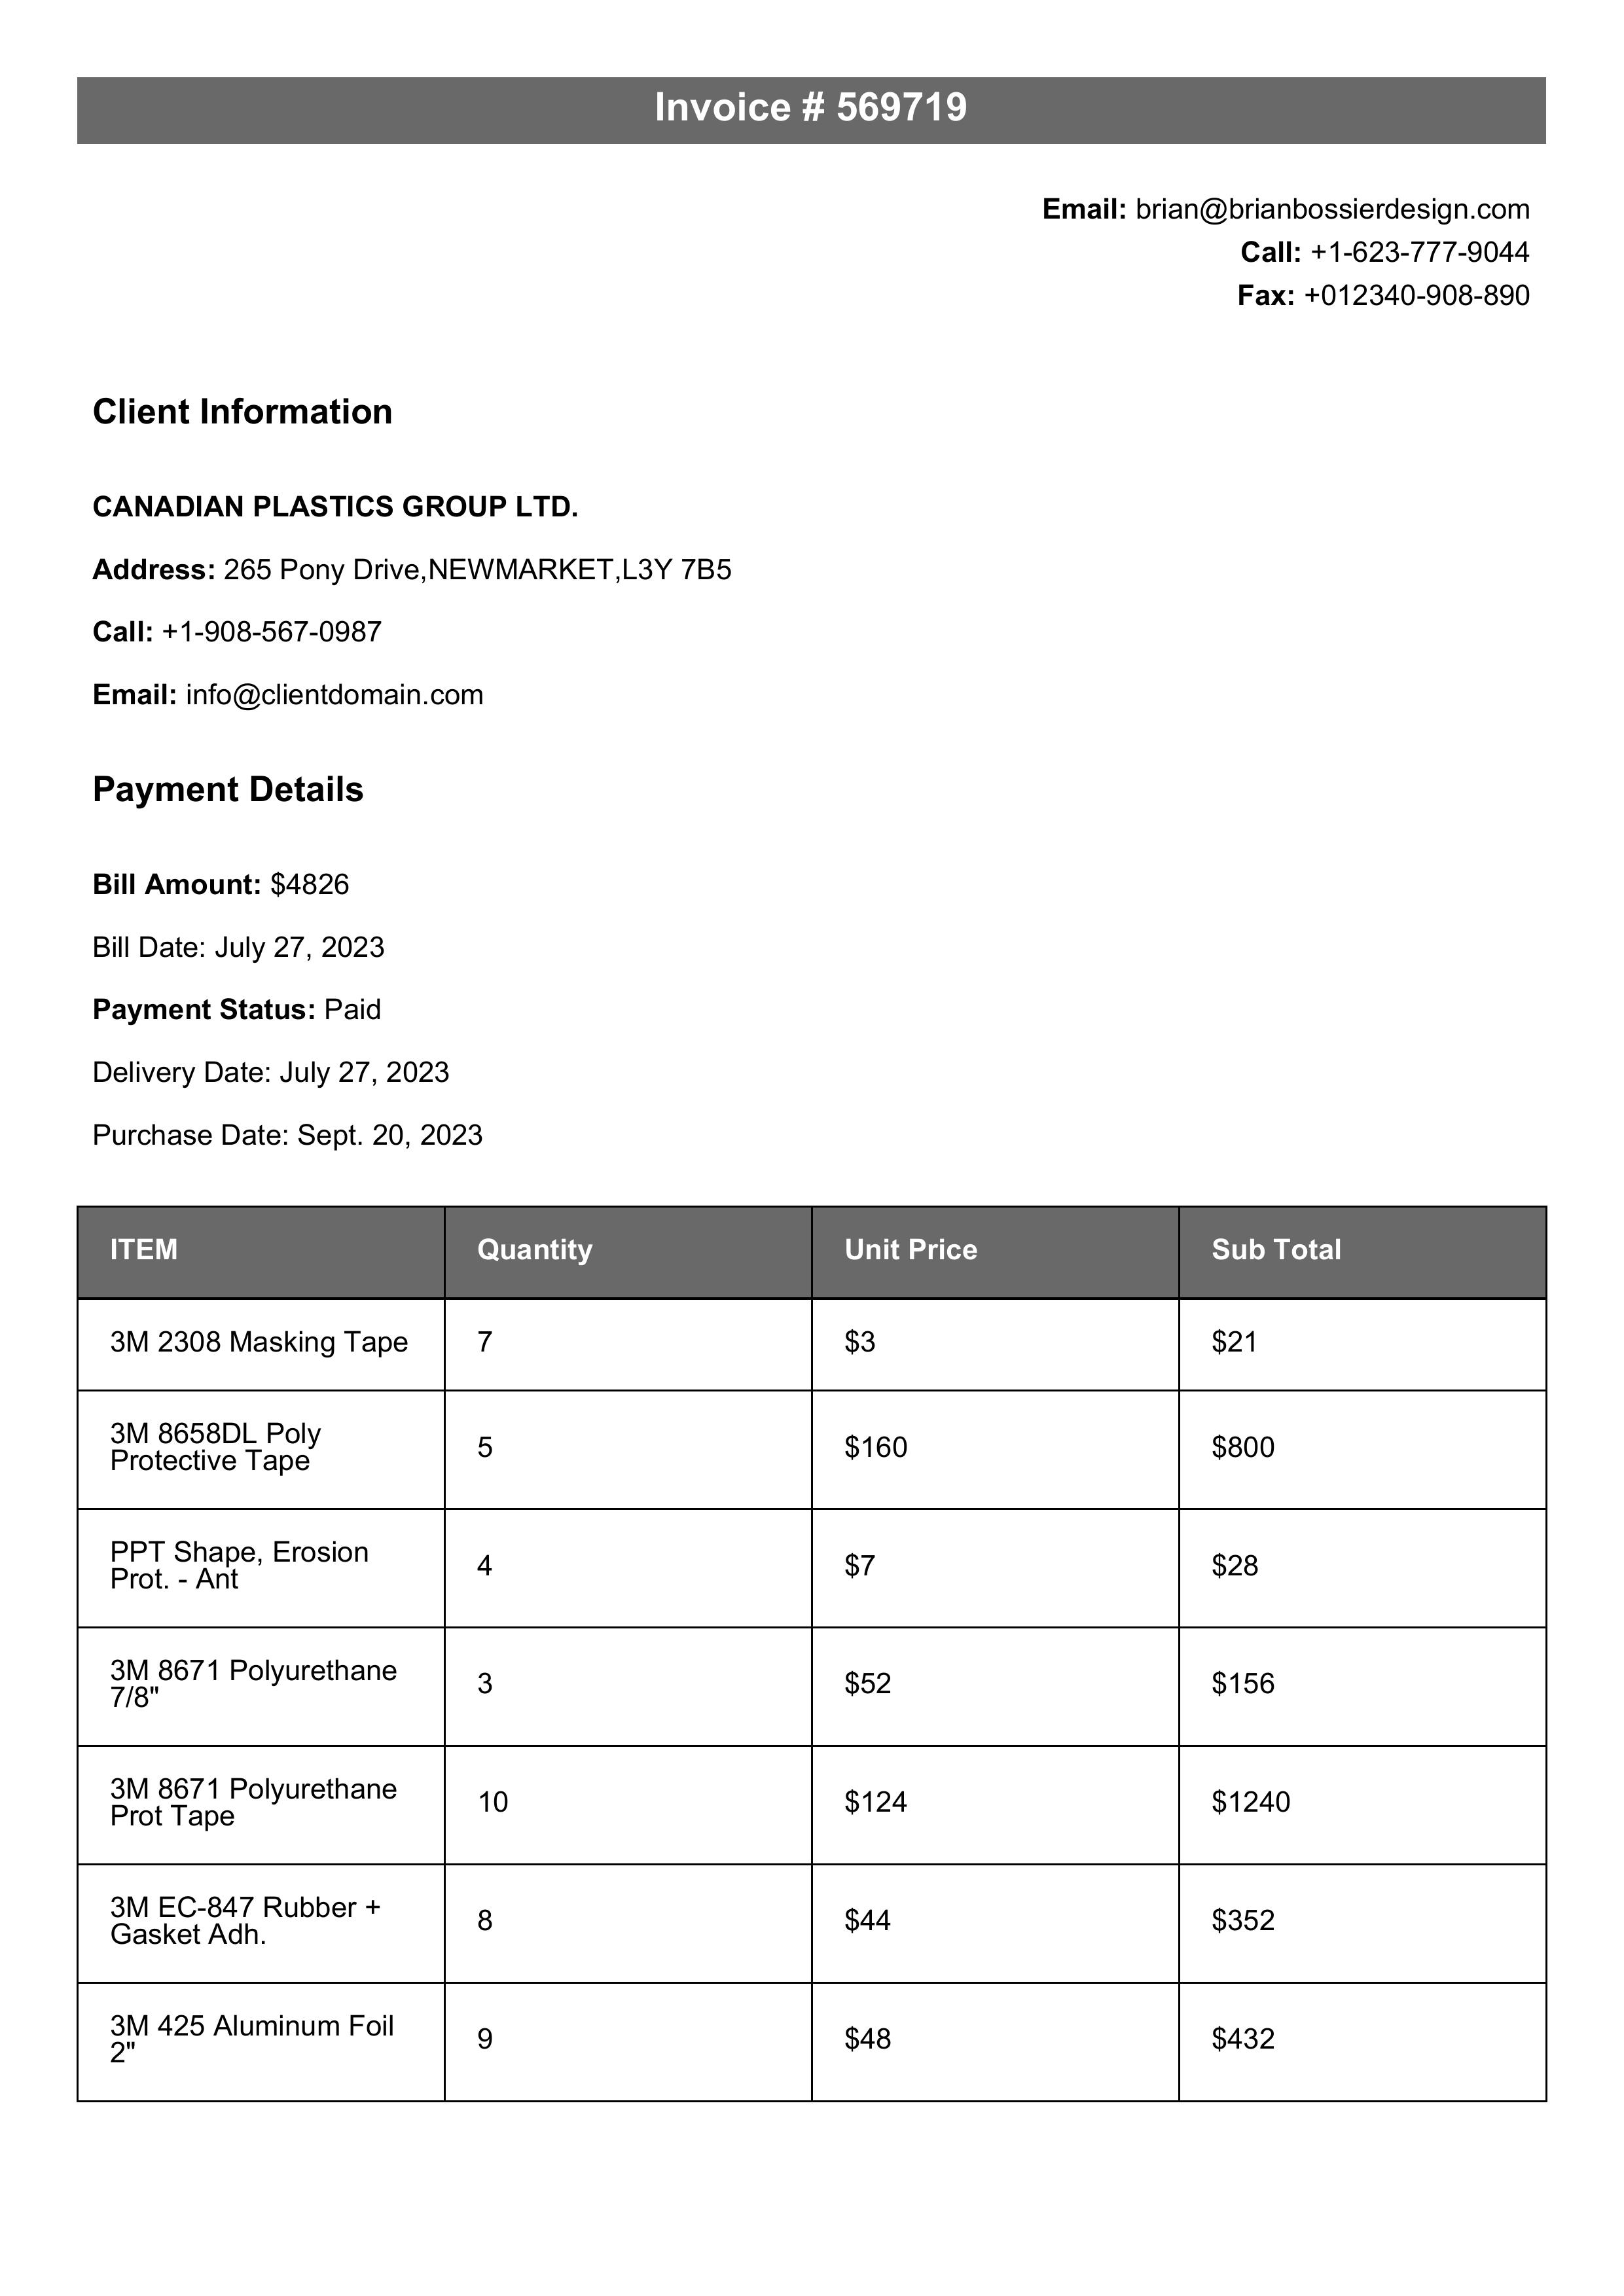 Invoice # 569719
Email: brian@brianbossierdesign.com
Call: +1-623-777-9044
Fax: +012340-908-890
Client Information
CANADIAN PLASTICS GROUP LTD.
Address: 265 Pony Drive,NEWMARKET,L3Y 7B5
Call: +1-908-567-0987
Email: info@clientdomain.com
Payment Details
Bill Amount: $4826
Bill Date: July 27, 2023
Payment Status: Paid
Delivery Date: July 27, 2023
Purchase Date: Sept. 20, 2023
ITEM Quantity Unit Price Sub Total
3M 2308 Masking Tape 7 $3 $21
3M 8658DL Poly
Protective Tape 5 $160 $800
PPT Shape, Erosion
Prot. - Ant 4 $7 $28
3M 8671 Polyurethane
7/8" 3 $52 $156
3M 8671 Polyurethane
Prot Tape 10 $124 $1240
3M EC-847 Rubber +
Gasket Adh. 8 $44 $352
3M 425 Aluminum Foil
2" 9 $48 $432